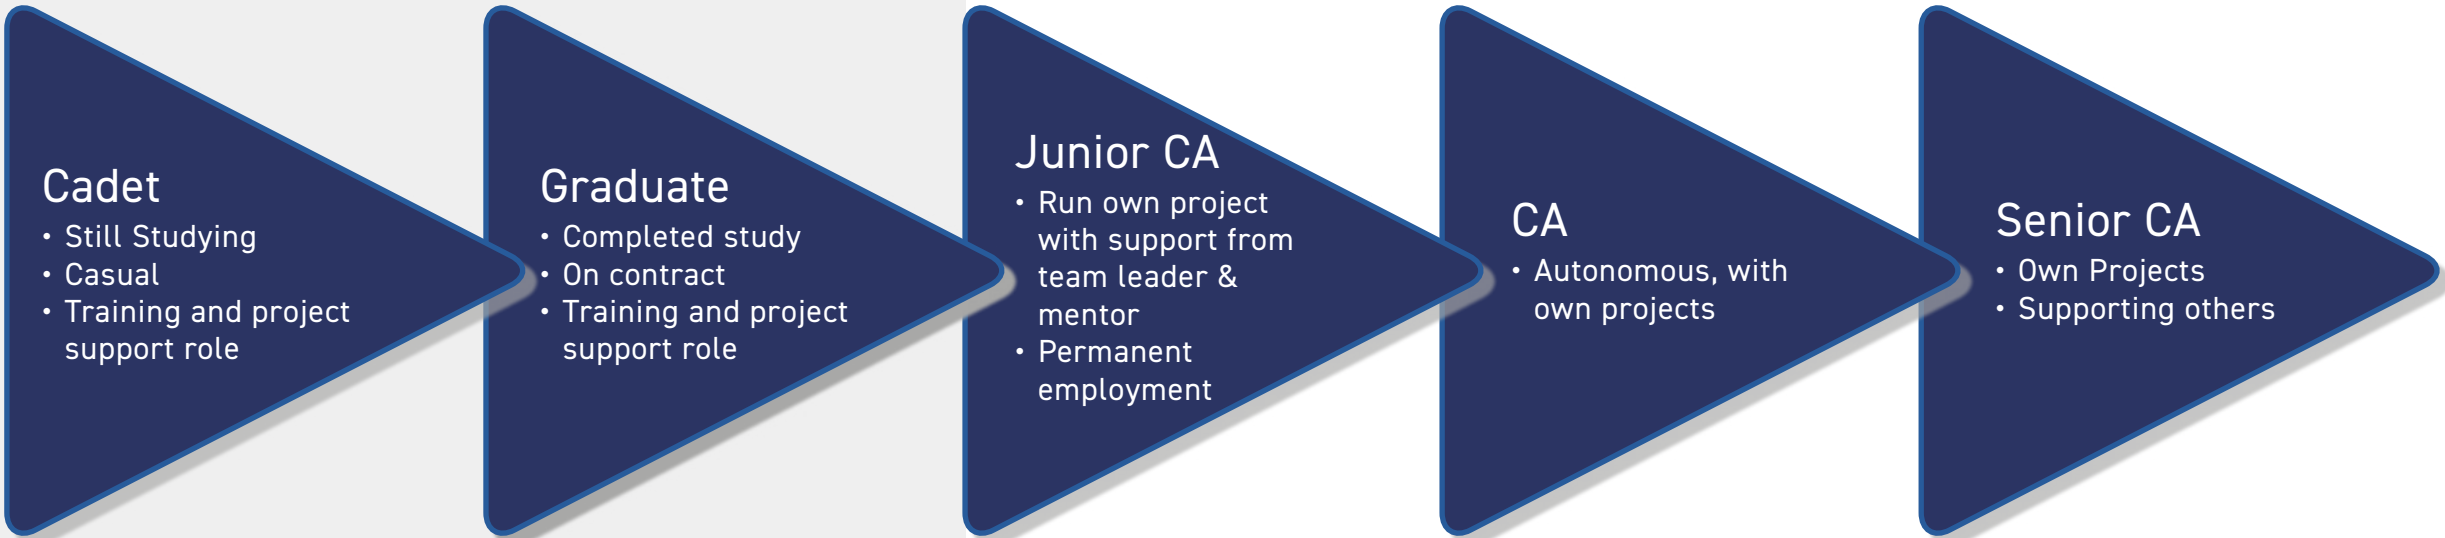 Cadet
• Still Studying
• Casual
• Training and project
support role
Graduate
• Completed study
• On contract
• Training and project
support role
Junior CA
• Run own project
with support from
team leader &
mentor
• Permanent
employment
CA
• Autonomous, with
own projects
Senior CA
• Own Projects
• Supporting others